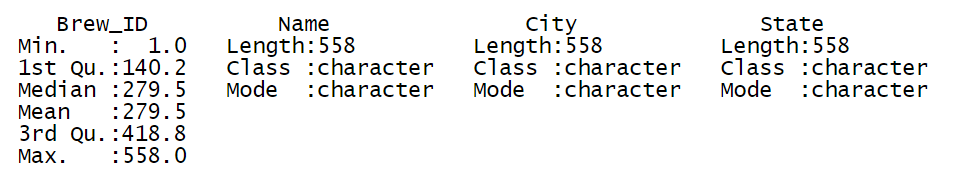 Brew_ID          Name               City              State
Min.   :  1.0   Length:558         Length:558         Length:558
1st Qu.:140.2   Class :character   Class :character   Class :character
Median :279.5   Mode  :character   Mode  :character   Mode  :character
Mean   :279.5
3rd Qu.:418.8
Max.   :558.0